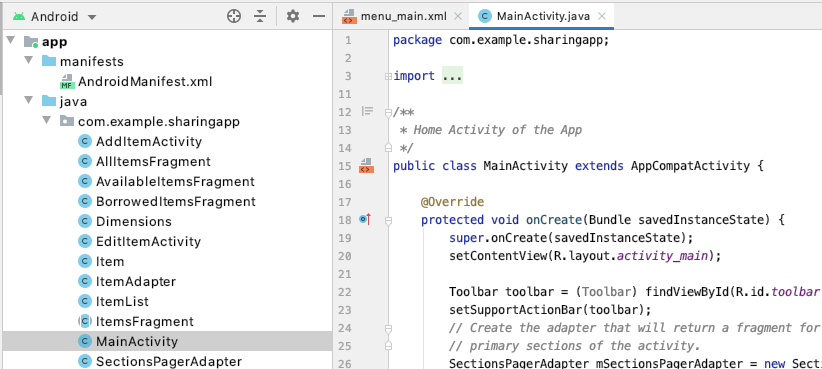 Android
app
manifests
AndroidManifest.xml
java
com.example.sharingapp
AddItemActivity
AllItemsFragment
AvailableItemsFragment
BorrowedItemsFragment
Dimensions
EditItemActivity
Item
ItemAdapter
ItemList
ItemsFragment
MainActivity
SectionsPagerAdapter
menu_main.xml MainActivity.java
1 package com.example.sharingapp;
2
3 import ...
11
12 /**
13 * Home Activity of the App
14 */
15 public class MainActivity extends AppCompatActivity {
16
17 @Override
18 protected void onCreate(Bundle savedInstanceState) {
19 super.onCreate(savedInstanceState);
20 setContentView(R.layout.activity_main);
21
22 Toolbar toolbar = (Toolbar) findViewById(R.id.toolbar
23 setSupportActionBar(toolbar);
24 // Create the adapter that will return a fragment for
25 // primary sections of the activity.
26 SectionsPagerAdapter mSectionsPagerAdapter = new Secti